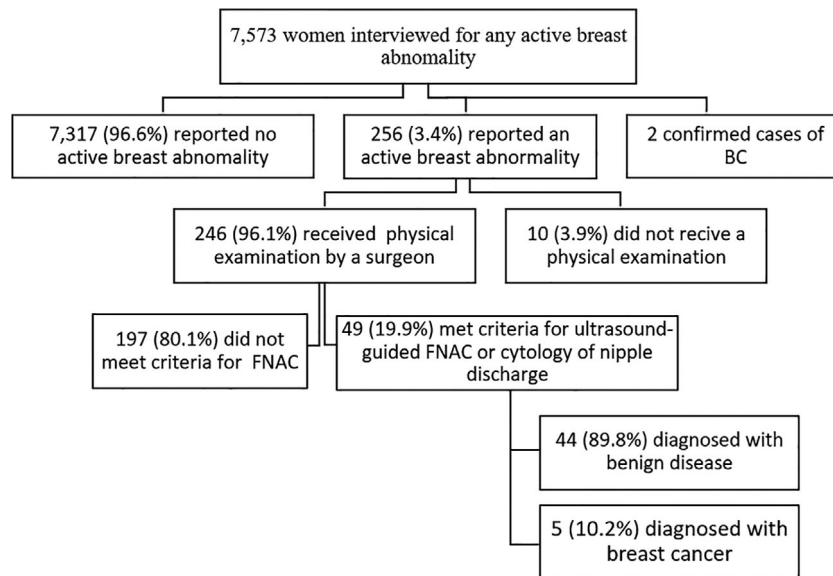 7,573 women interviewed for any active breast
abnomality
7,317 (96.6%) reported no
active breast abnomality
256 (3.4%) reported an
active breast abnormality
2 confirmed cases of
BC
246 (96.1%) received physical
examination by a surgeon
10 (3.9%) did not recive a
physical examination
197 (80.1%) did not
meet criteria for FNAC
49 (19.9%) met criteria for ultrasound-
guided FNAC or cytology of nipple
discharge
44 (89.8%) diagnosed with
benign disease
5 (10.2%) diagnosed with
breast cancer